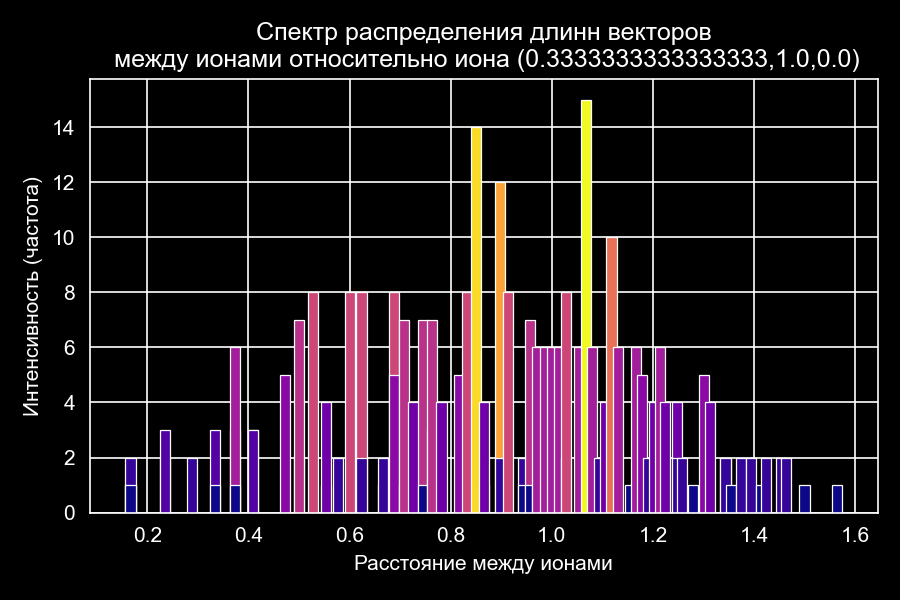 Спектр распределения длинн векторов
между ионами относительно иона (0.3333333333333333,1.0,0.0)
Интенсивность (частота)
14
12
10
8
6
4
2
0
0.2 0.4 0.6 0.8 1.0 1.2 1.4 1.6
Расстояние между ионами